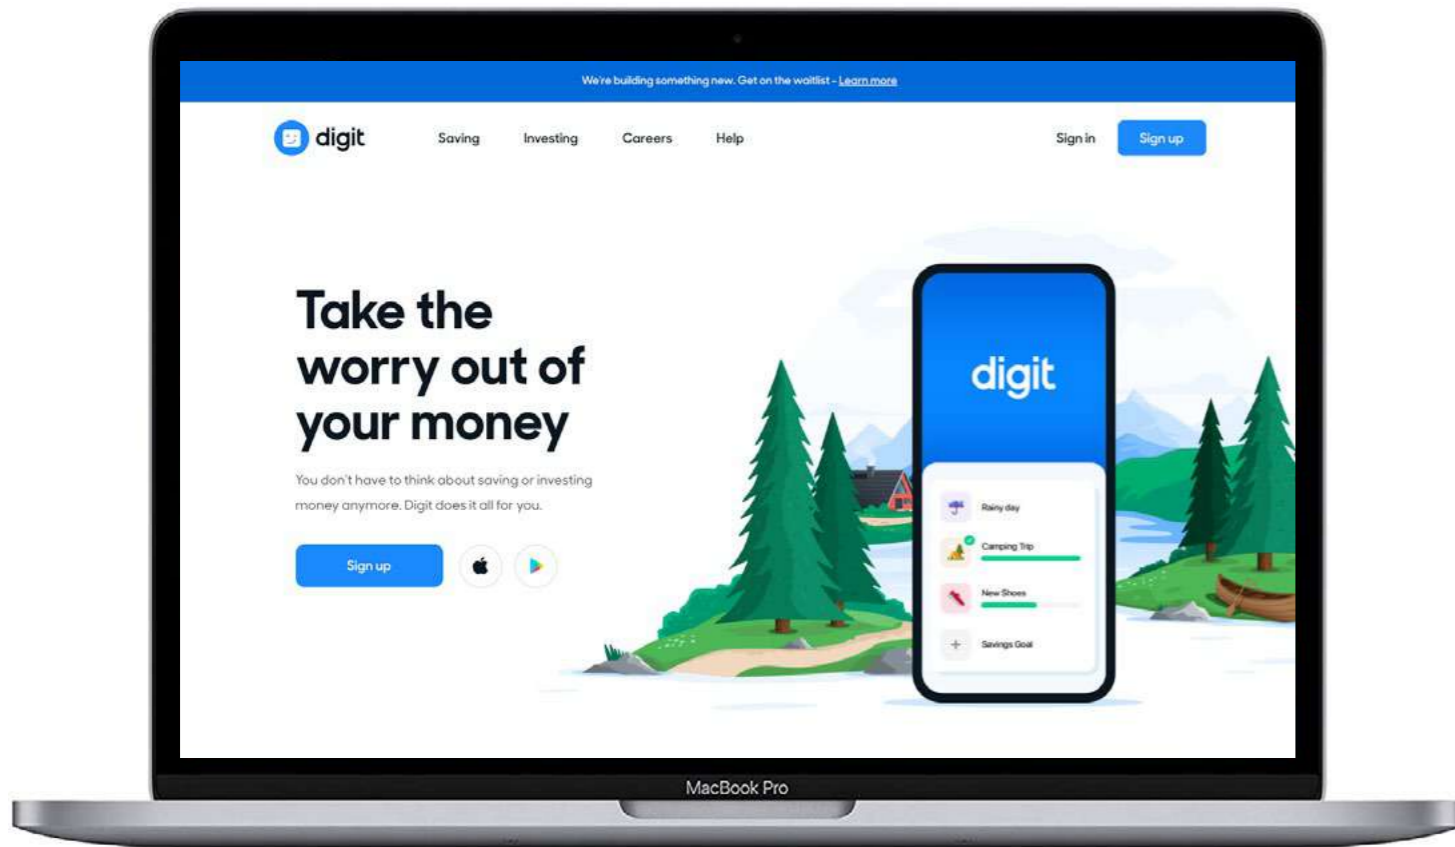 We're building something new. Get on the waitlist - Learn more
digit
Saving
Investing
Careers
Help
Sign in
Sign up
Take the
worry out of
your money
You don't have to think about saving or investing
money anymore. Digit does it all for you.
Sign up
digit
Rainy day
Camping Trip
New Shoes
Savings Goal
MacBook Pro